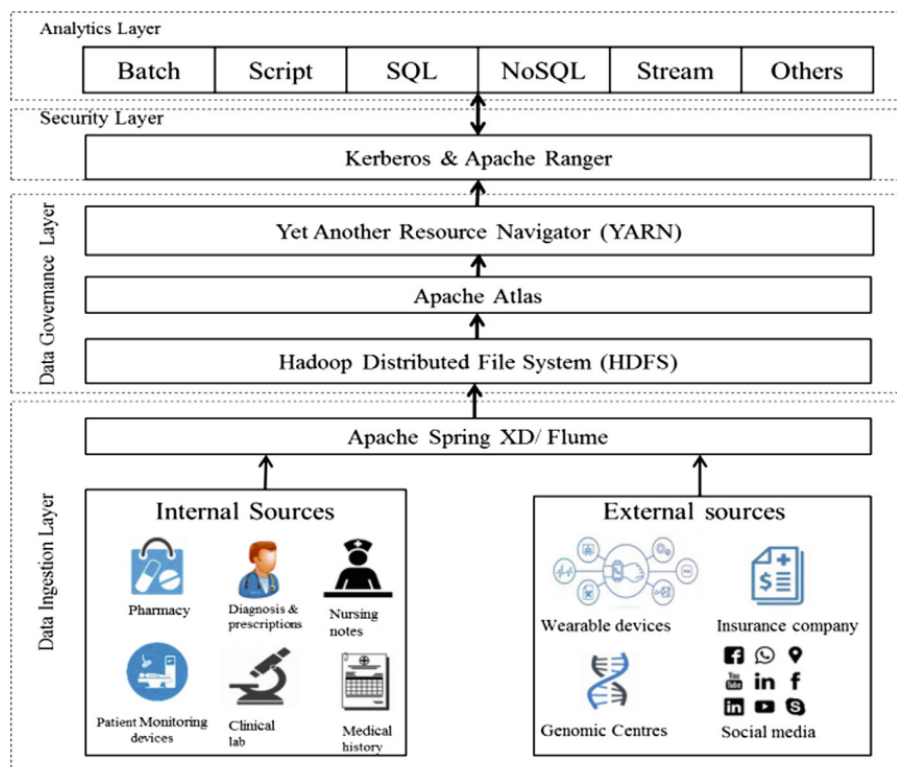 Analytics Layer
Batch
Script
SQL
NoSQL
Stream
Others
Security Layer
Kerberos & Apache Ranger
Data Governance Layer
Yet Another Resource Navigator (YARN)
Apache Atlas
Hadoop Distributed File System (HDFS)
Data Ingestion Layer
Apache Spring XD/ Flume
Internal Sources
Pharmacy
Diagnosis &
prescriptions
Nursing
notes
Patient Monitoring
devices
Clinical
lab
Medical
history
External sources
Wearable devices
Insurance company
Genomic Centres
You
Tube
Social media